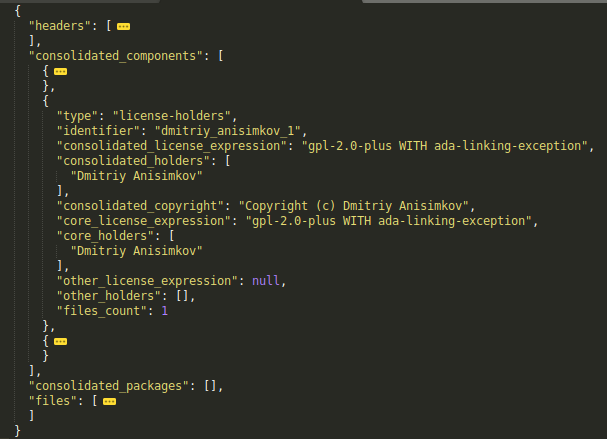 {
"headers": [ ...
],
"consolidated_components": [
{ ...
},
{
"type": "license-holders",
"identifier": "dmitriy_anisimkov_1",
"consolidated_license_expression": "gpl-2.0-plus WITH ada-linking-exception",
"consolidated_holders": [
"Dmitriy Anisimkov"
],
"consolidated_copyright": "Copyright (c) Dmitriy Anisimkov",
"core_license_expression": "gpl-2.0-plus WITH ada-linking-exception",
"core_holders": [
"Dmitriy Anisimkov"
],
"other_license_expression": null,
"other_holders": [],
"files_count": 1
},
{ ...
}
],
"consolidated_packages": [],
"files": [ ...
]
}